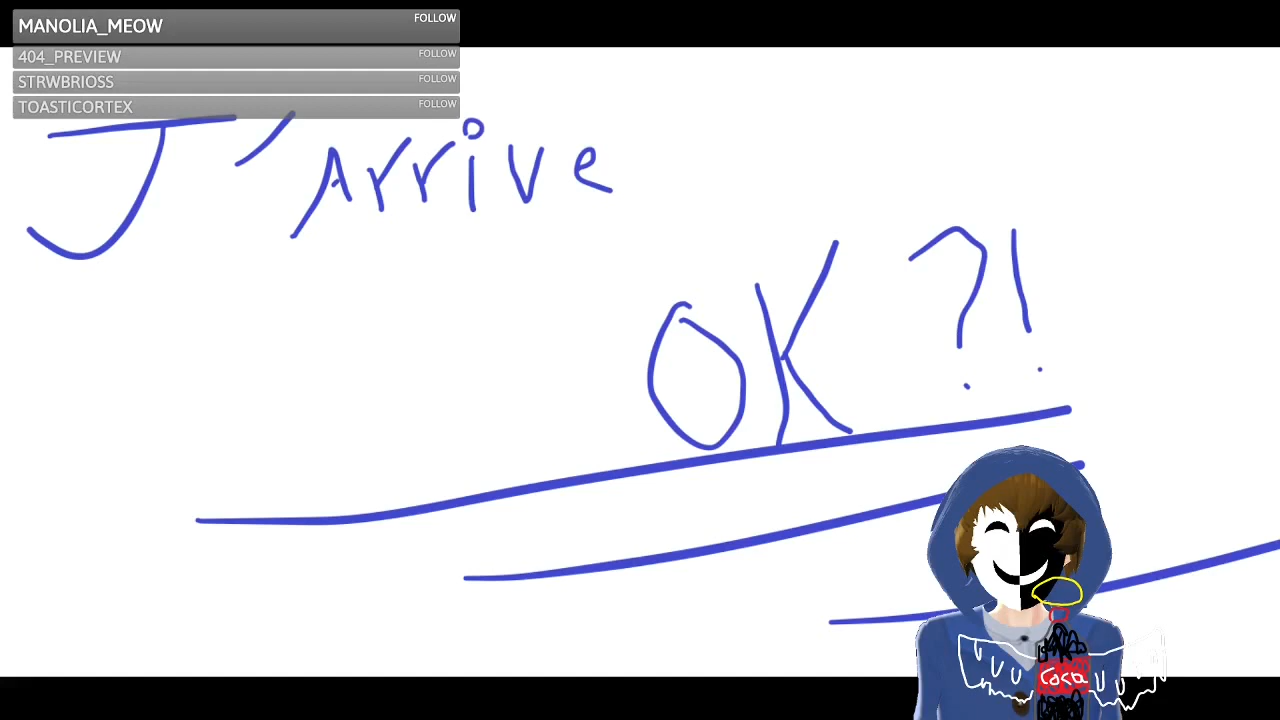 MANOLIA_MEOW FOLLOW
404_PREVIEW FOLLOW
STRWBRIOSS FOLLOW
TOASTICORTEX FOLLOW
J'Arrive
OK ?!
Coca